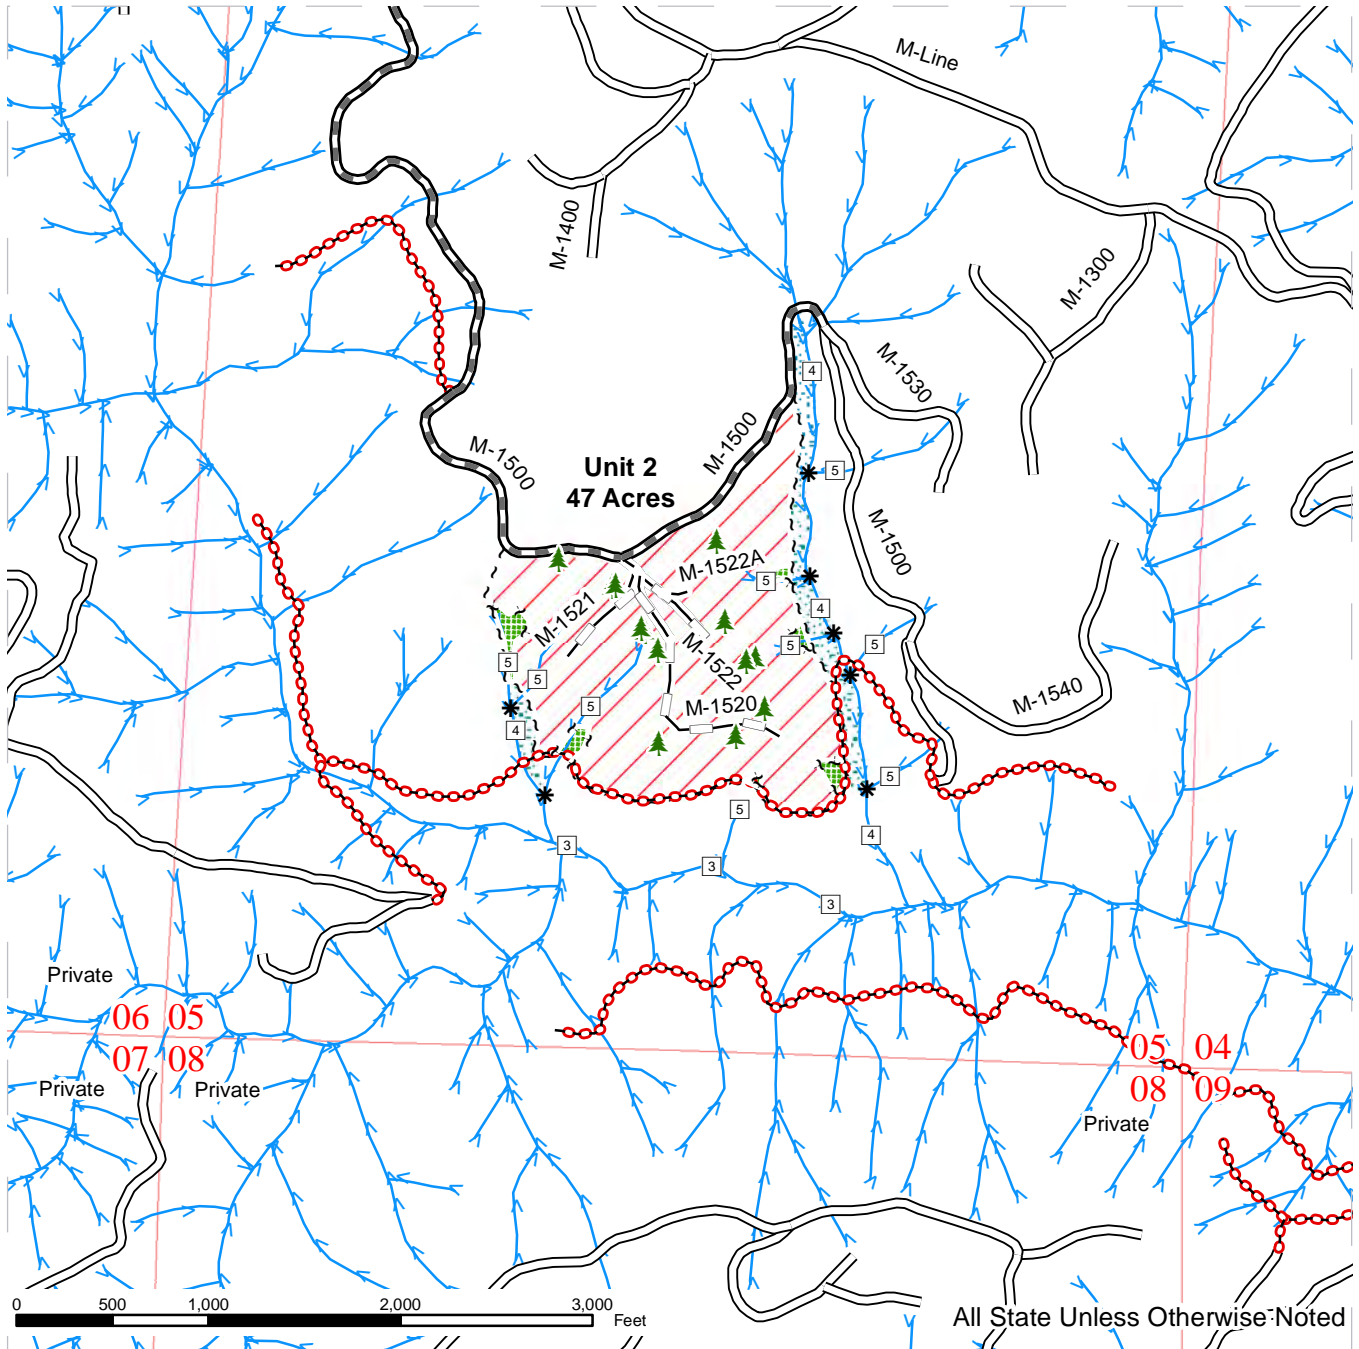 M-Line
M-1400
M-1300
4
M-1530
M-1500
M-1500
Unit 2
47 Acres
5
M-1500
M-1522A
5
M-1521
4
5
5
5
M-1522
5
5
M-1540
M-1520
4
5
5
5
4
3
3
3
Private
06 05
07 08
Private
Private
05 04
08 09
Private
0 500 1,000 2,000 3,000
Feet
All State Unless Otherwise Noted